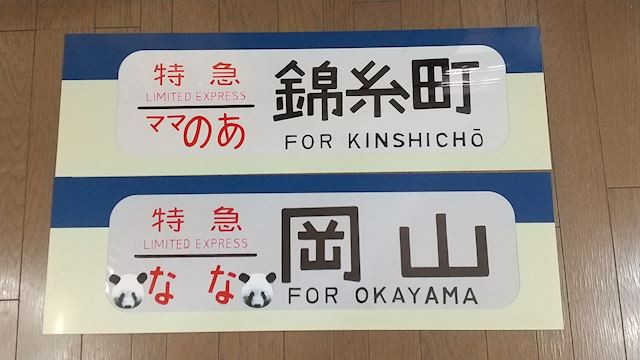 特急
LIMITED EXPRESS
ママのあ
錦糸町
FOR KINSHICHŌ
特急
LIMITED EXPRESS
なな
岡山
FOR OKAYAMA